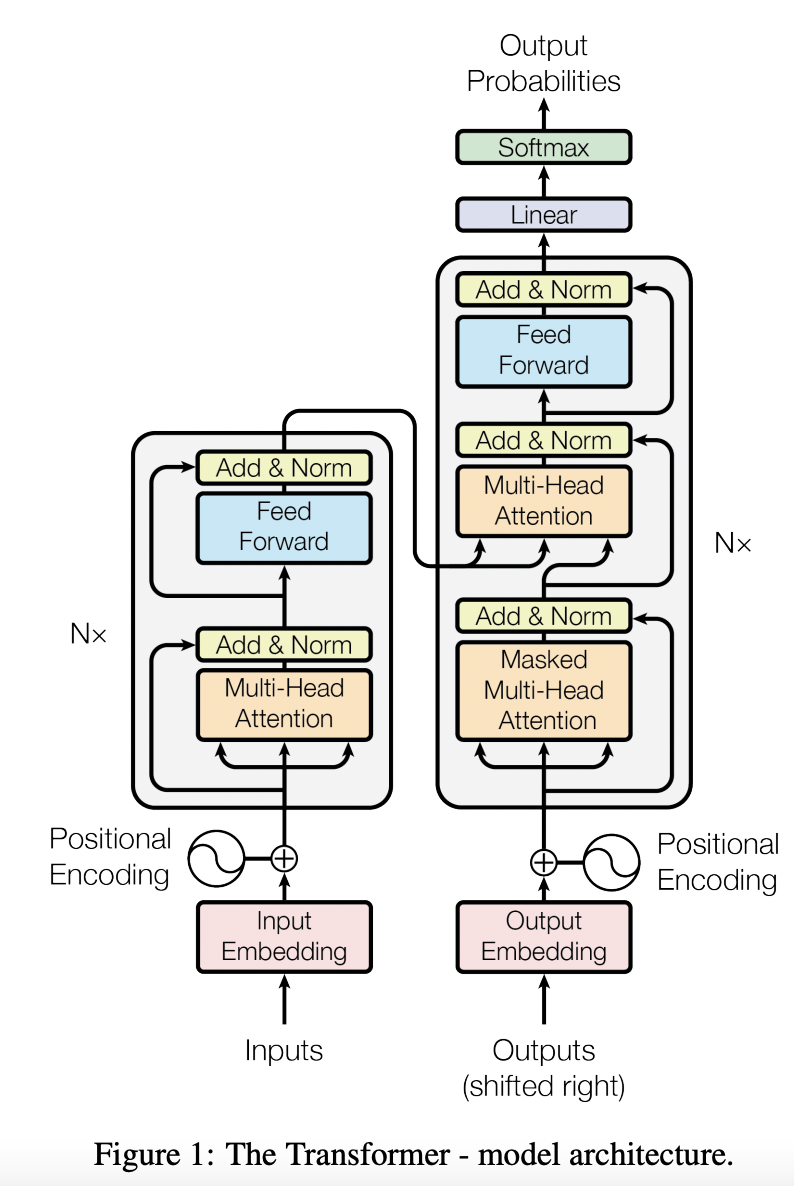 Output
Probabilities
Softmax
Linear
Add & Norm
Feed
Forward
Add & Norm
Multi-Head
Attention
Nx
Add & Norm
Masked
Multi-Head
Attention
Add & Norm
Feed
Forward
Nx
Add & Norm
Multi-Head
Attention
Positional
Encoding
Positional
Encoding
Input
Embedding
Output
Embedding
Inputs
Outputs
(shifted right)
Figure 1: The Transformer - model architecture.